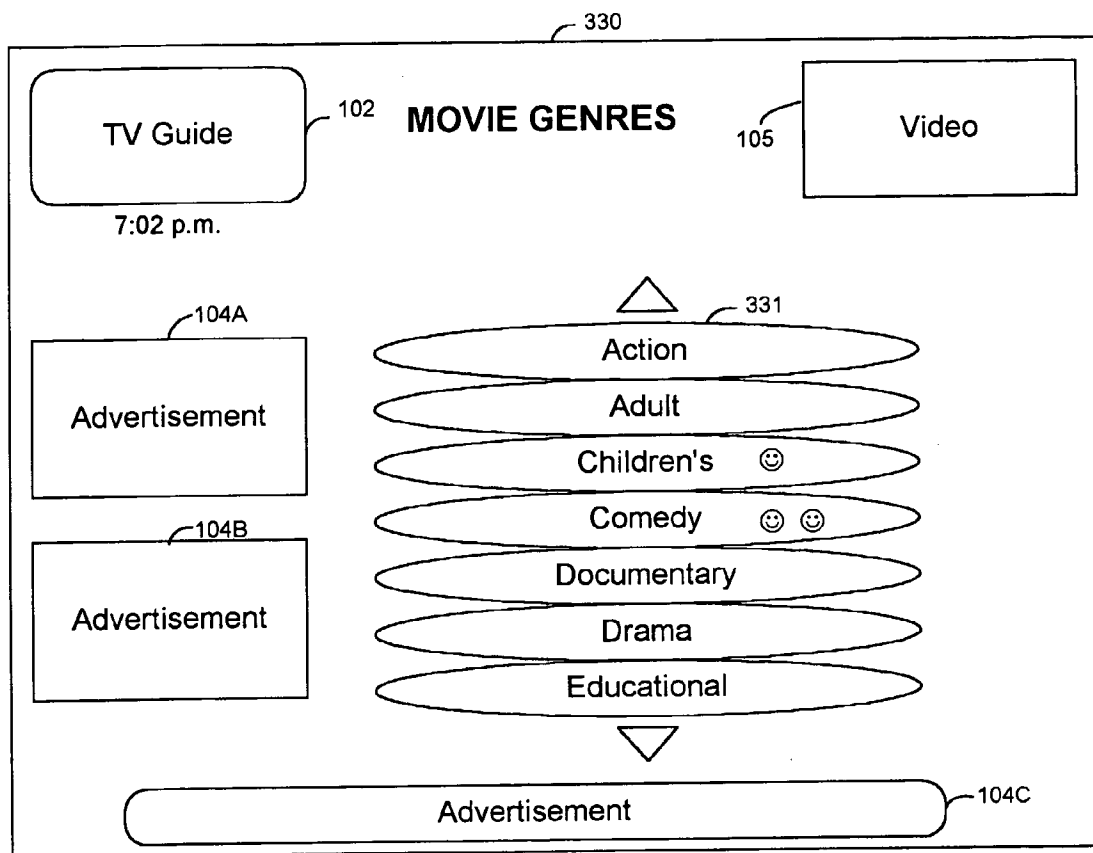 330
TV Guide
102
MOVIE GENRES
105
Video
7:02 p.m.
104A
Advertisement
104B
Advertisement
331
Action
Adult
Children's
Comedy
Documentary
Drama
Educational
Advertisement
104C